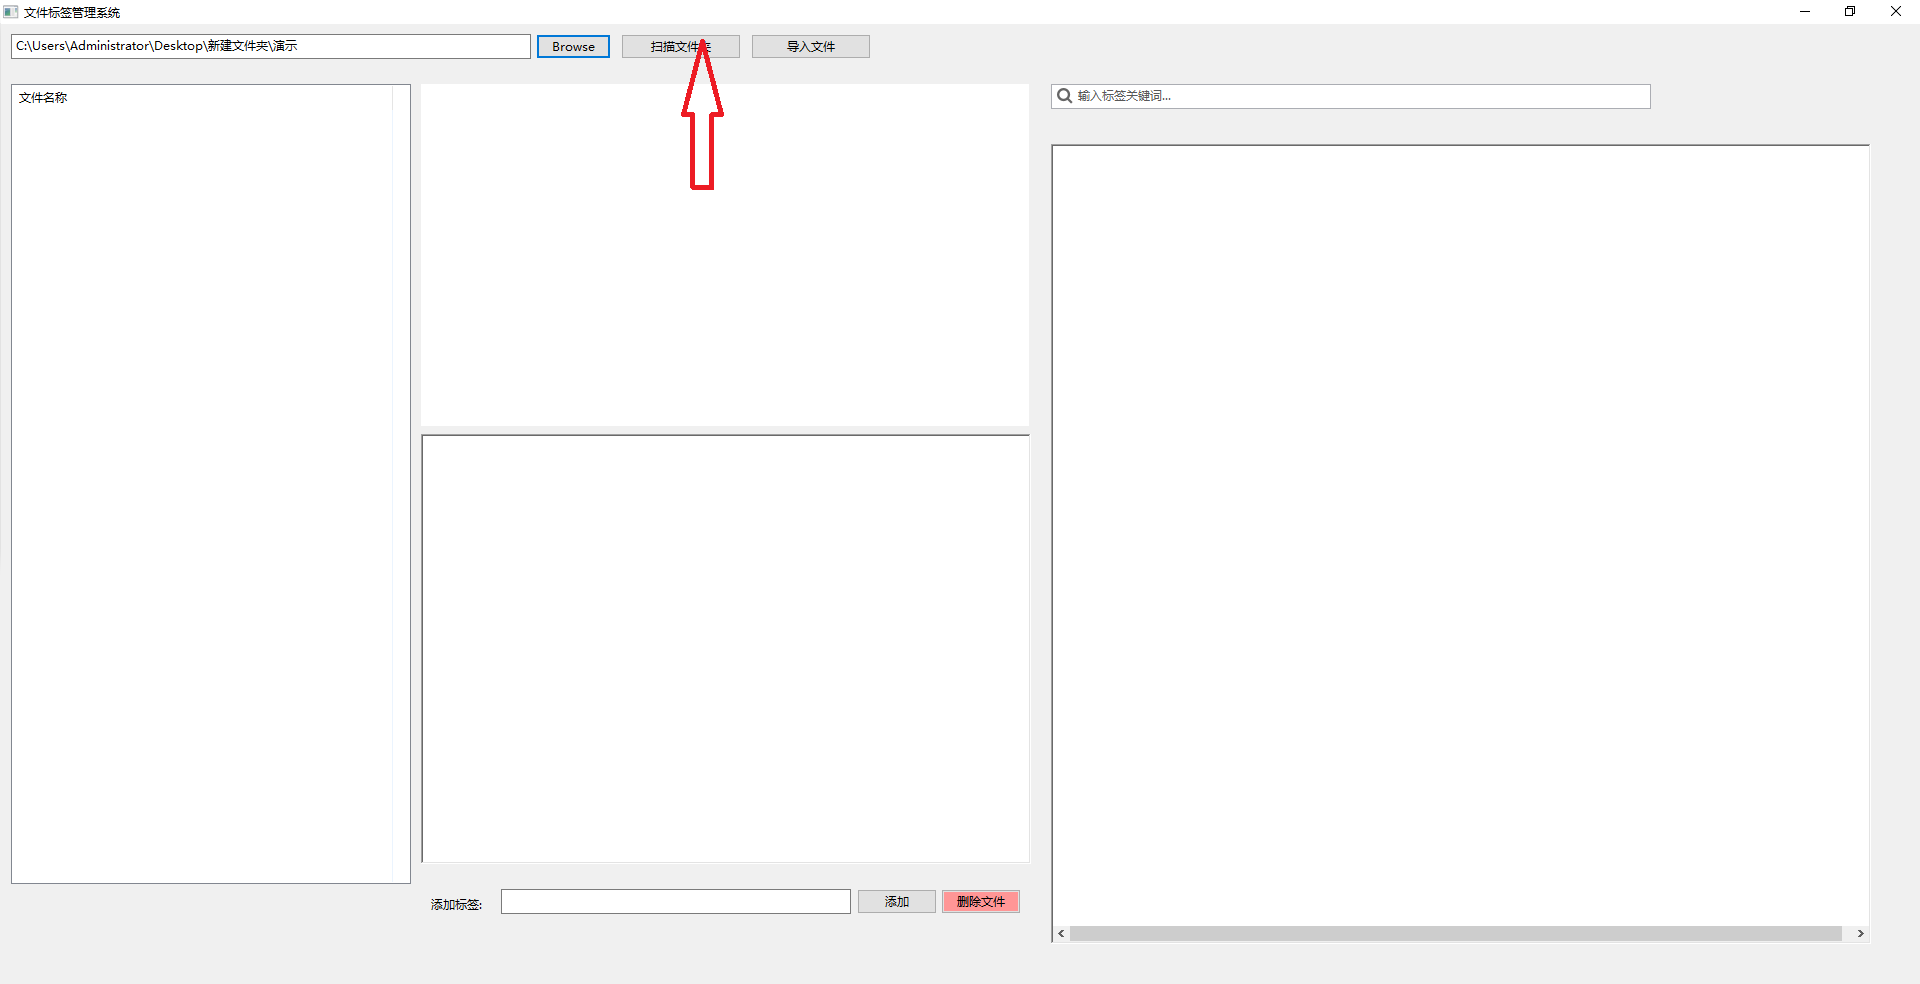 文件标签管理系统
C:\Users\Administrator\Desktop\新建文件夹\演示
Browse
扫描文件夹
导入文件
文件名称
输入标签关键词...
添加标签:
添加
删除文件